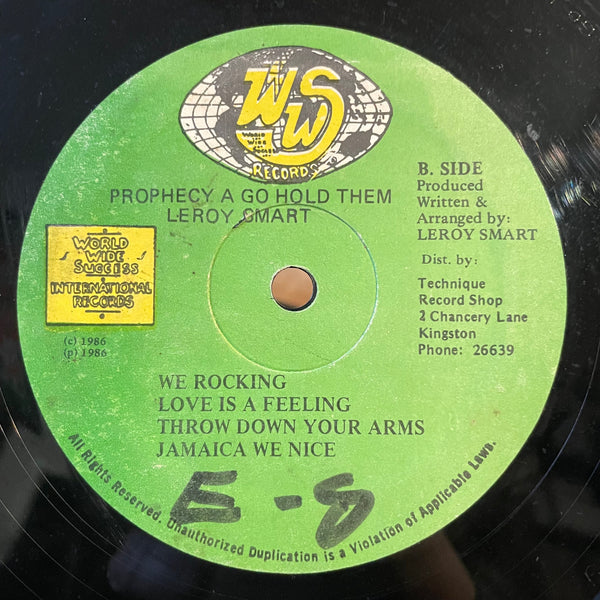 WWS
WORLD
WIDE
SUCCESS
RECORDS
PROPHECY A GO HOLD THEM
LEROY SMART
B. SIDE
Produced
Written &
Arranged by:
LEROY SMART
Dist. by:
Technique
Record Shop
2 Chancery Lane
Kingston
Phone: 26639
WORLD
WIDE
SUCCESS
INTERNATIONAL
RECORDS
(c) 1986
(p) 1986
WE ROCKING
LOVE IS A FEELING
THROW DOWN YOUR ARMS
JAMAICA WE NICE
E-8
All Rights Reserved. Unauthorized Duplication is a Violation of Applicable Laws.